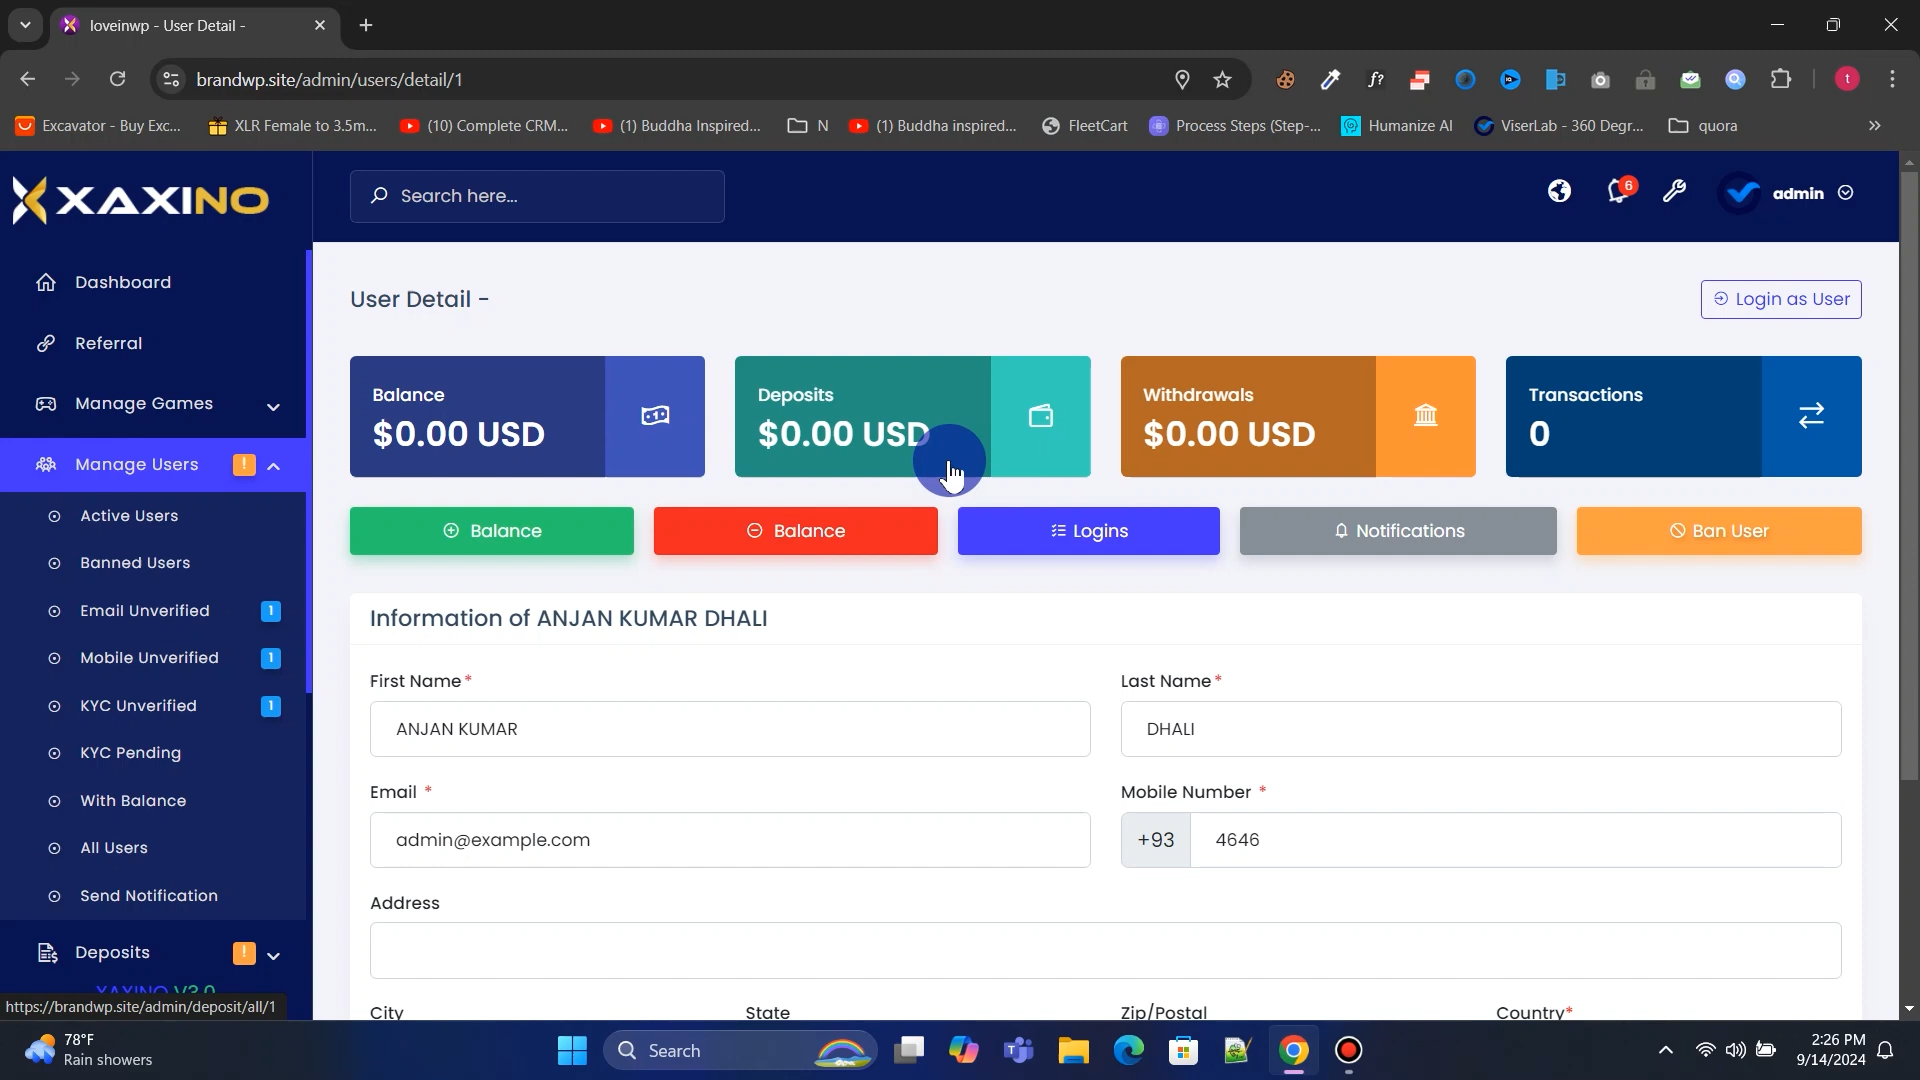 loveinwp - User Detail -
brandwp.site/admin/users/detail/1
f?
t
Excavator - Buy Exc...
XLR Female to 3.5m...
(10) Complete CRM...
(1) Buddha Inspired...
N
(1) Buddha inspired...
FleetCart
Process Steps (Step-...
Humanize AI
ViserLab - 360 Degr...
quora
»
XAXINO
Search here...
6
admin
Dashboard
Referral
Manage Games
Manage Users
!
Active Users
Banned Users
Email Unverified
1
Mobile Unverified
1
KYC Unverified
1
KYC Pending
With Balance
All Users
Send Notification
Deposits
!
XAXINO V3.0
https://brandwp.site/admin/deposit/all/1
User Detail -
Login as User
Balance
$0.00 USD
Deposits
$0.00 USD
Withdrawals
$0.00 USD
Transactions
0
Balance
Balance
Logins
Notifications
Ban User
Information of ANJAN KUMAR DHALI
First Name *
Last Name *
ANJAN KUMAR
DHALI
Email *
Mobile Number *
admin@example.com
+93
4646
Address
City
State
Zip/Postal
Country*
78°F
Rain showers
Search
2:26 PM
9/14/2024